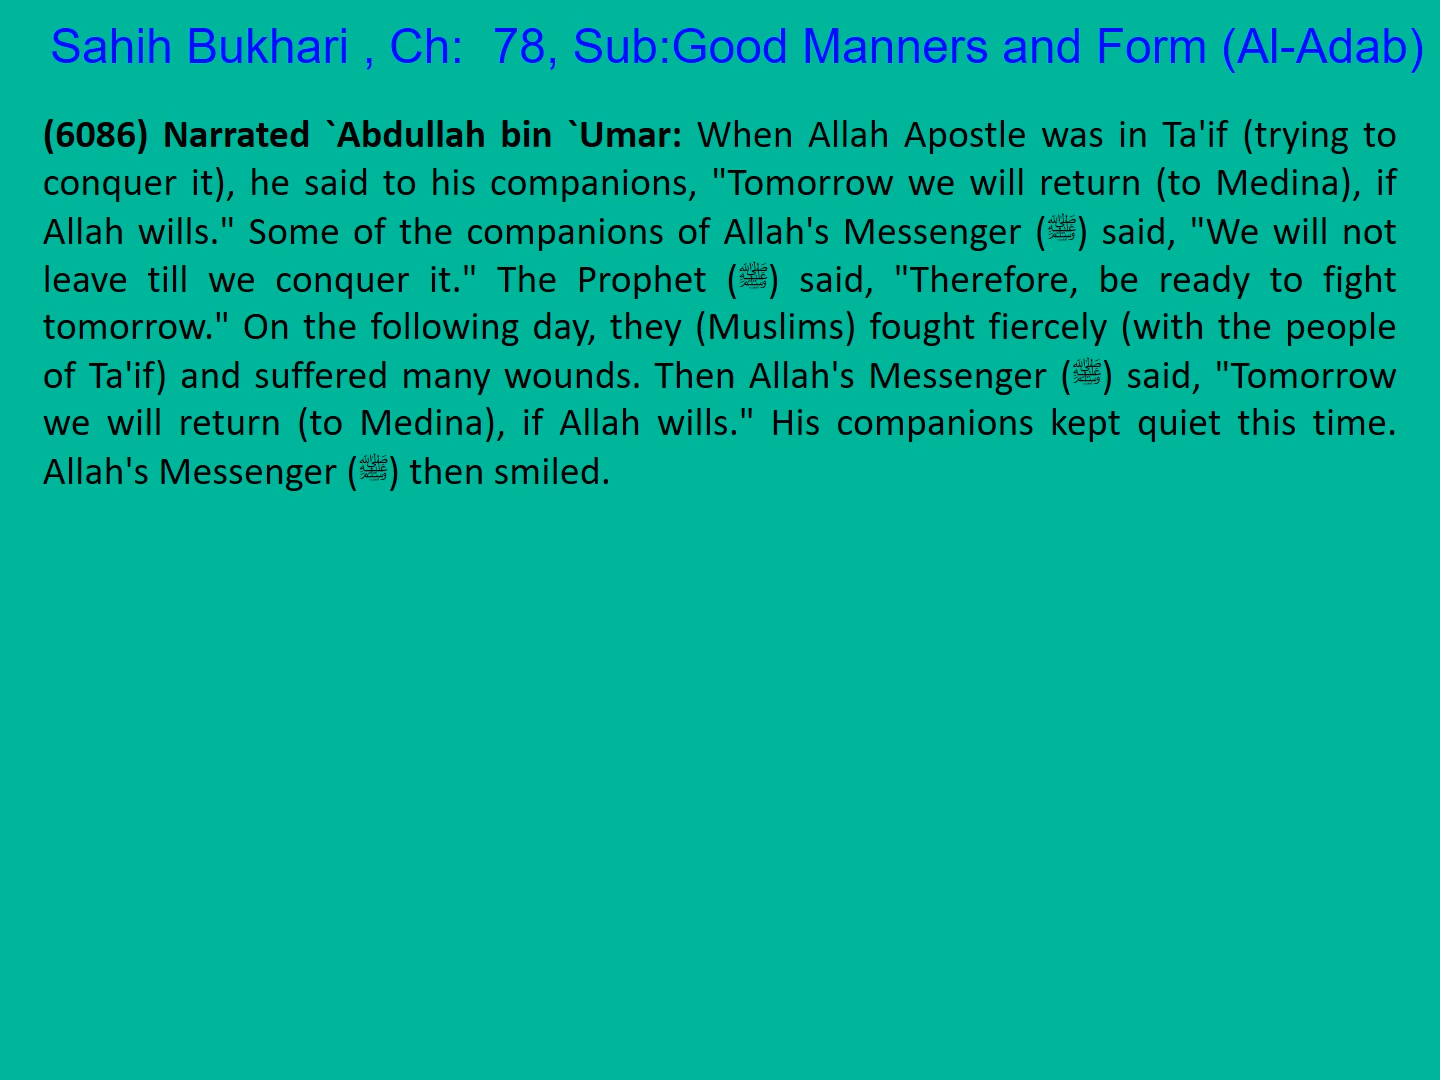 Sahih Bukhari , Ch:  78, Sub:Good Manners and Form (Al-Adab)
(6086) Narrated `Abdullah bin `Umar: When Allah Apostle was in Ta'if (trying to
conquer it), he said to his companions, "Tomorrow we will return (to Medina), if
Allah wills." Some of the companions of Allah's Messenger (ﷺ) said, "We will not
leave till we conquer it." The Prophet (ﷺ) said, "Therefore, be ready to fight
tomorrow." On the following day, they (Muslims) fought fiercely (with the people
of Ta'if) and suffered many wounds. Then Allah's Messenger (ﷺ) said, "Tomorrow
we will return (to Medina), if Allah wills." His companions kept quiet this time.
Allah's Messenger (ﷺ) then smiled.